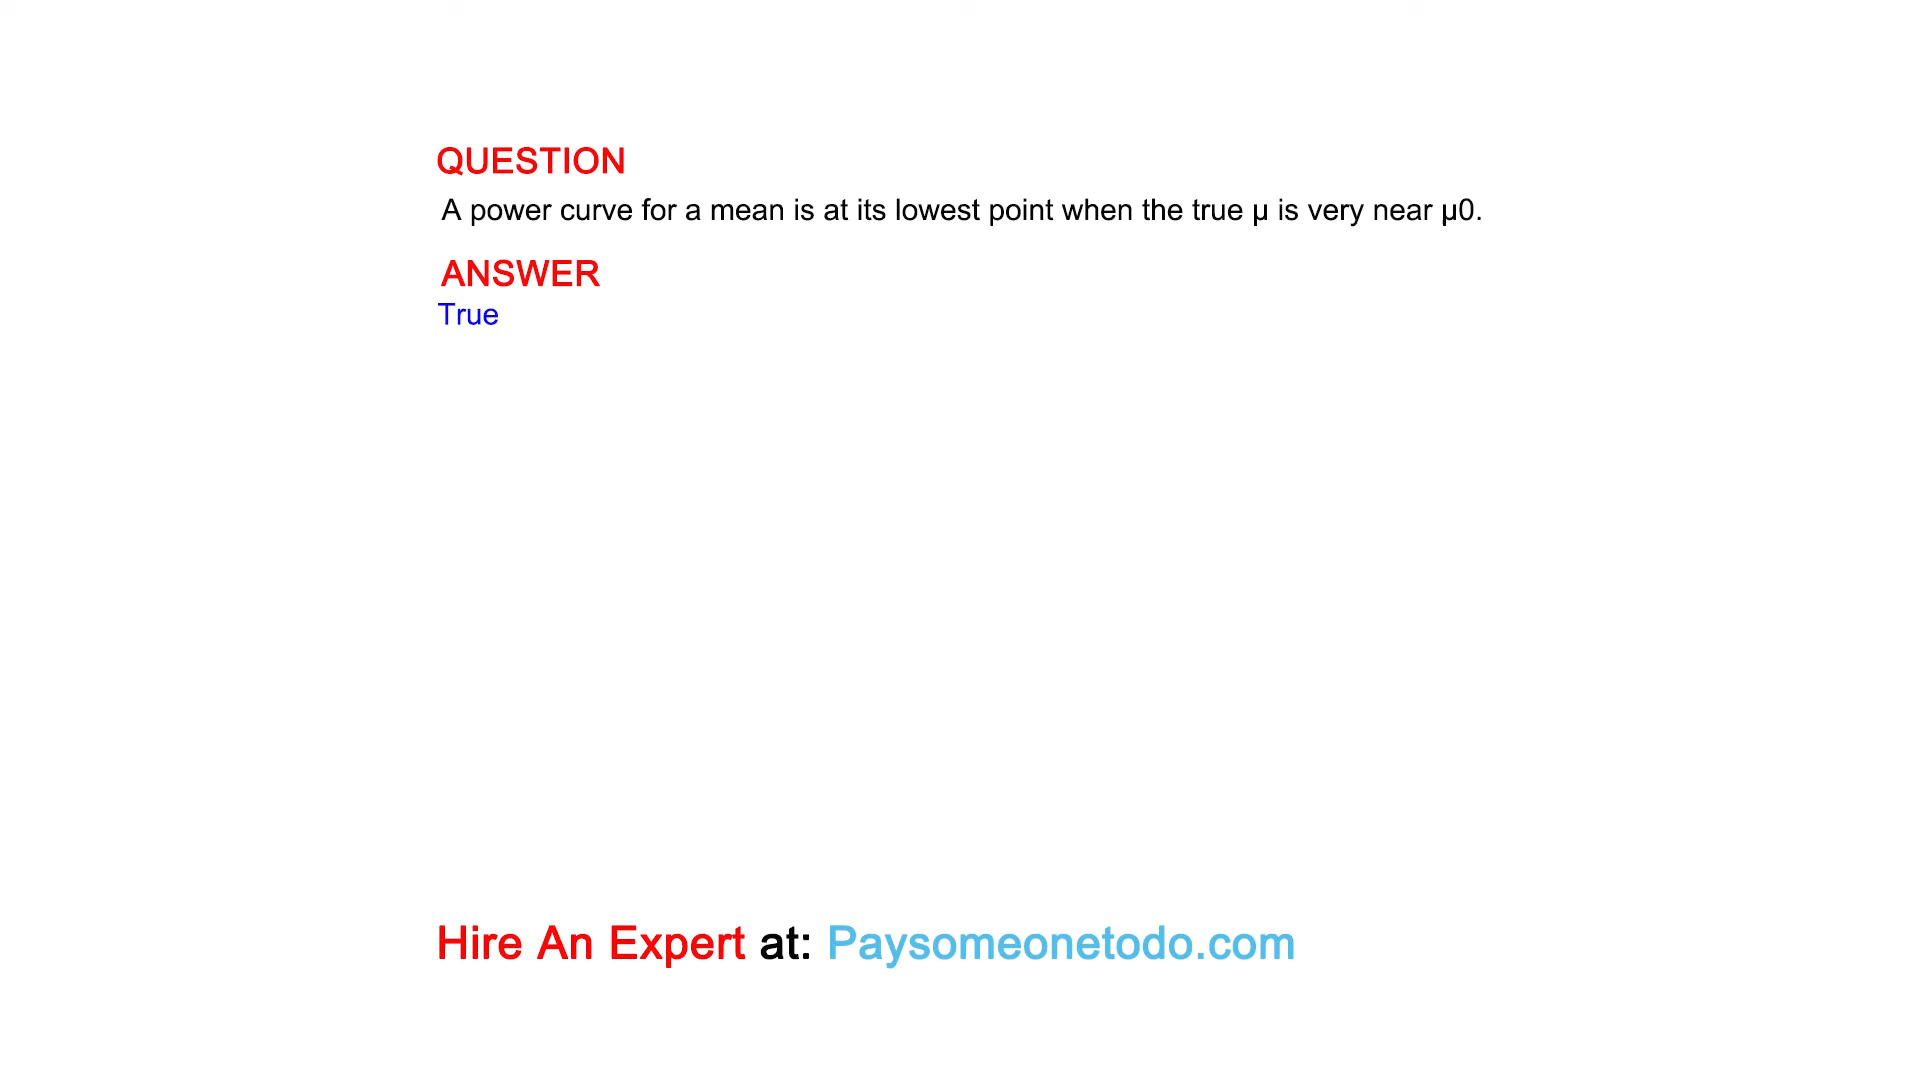 QUESTION
A power curve for a mean is at its lowest point when the true µ is very near µ0.
ANSWER
True
Hire An Expert at: Paysomeonetodo.com